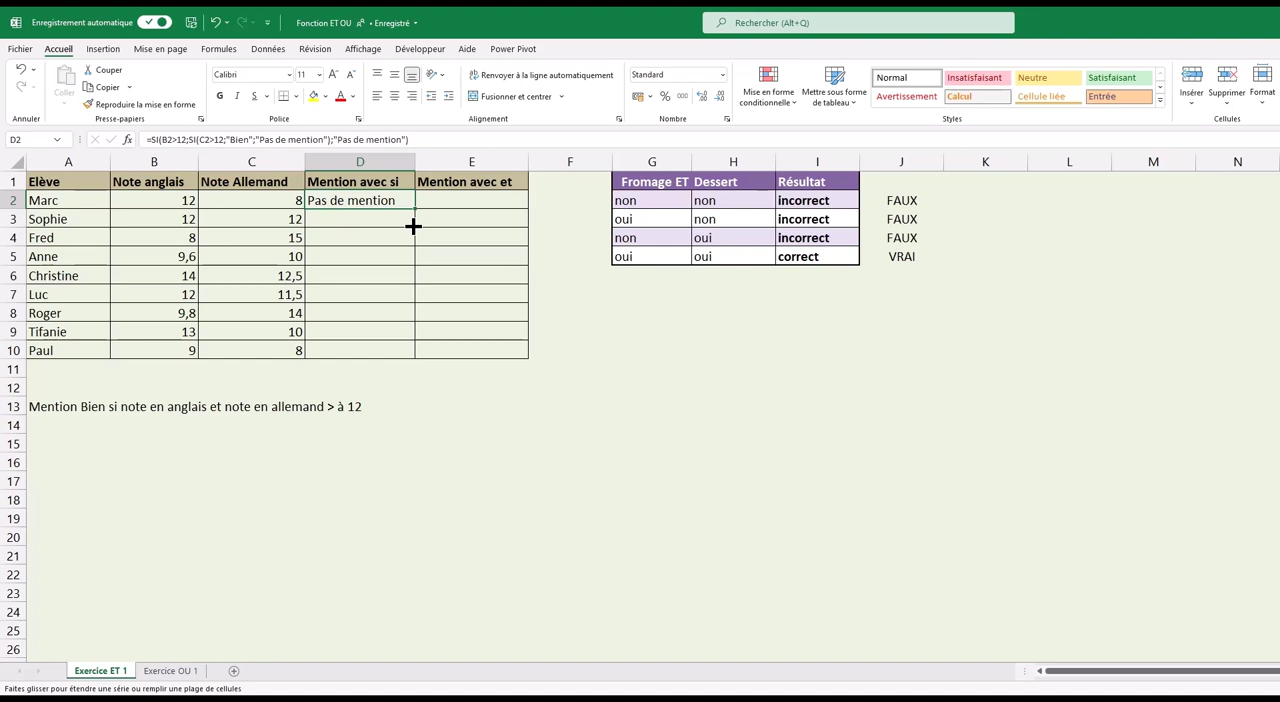 Enregistrement automatique
Fonction ET OU
• Enregistré
Rechercher (Alt+Q)
Fichier Accueil Insertion Mise en page Formules Données Révision Affichage Développeur Aide Power Pivot
Coller
Couper
Copier
Reproduire la mise en forme
Calibri 11
G I S
Renvoyer à la ligne automatiquement
Fusionner et centrer
Standard
% 000
Mise en forme conditionnelle
Mettre sous forme de tableau
Normal Insatisfaisant Neutre Satisfaisant
Avertissement Calcul Cellule liée Entrée
Insérer Supprimer Format
Annuler Presse-papiers Police Alignement Nombre Styles Cellules
D2 fx =SI(B2>12;SI(C2>12;"Bien";"Pas de mention");"Pas de mention")
A B C D E F G H I J K L M N
1 Elève Note anglais Note Allemand Mention avec si Mention avec et Fromage ET Dessert Résultat
2 Marc 12 8 Pas de mention non non incorrect FAUX
3 Sophie 12 12 oui non incorrect FAUX
4 Fred 8 15 non oui incorrect FAUX
5 Anne 9,6 10 oui oui correct VRAI
6 Christine 14 12,5
7 Luc 12 11,5
8 Roger 9,8 14
9 Tifanie 13 10
10 Paul 9 8
11
12
13 Mention Bien si note en anglais et note en allemand > à 12
14
15
16
17
18
19
20
21
22
23
24
25
26
Exercice ET 1 Exercice OU 1
Faites glisser pour étendre une série ou remplir une plage de cellules